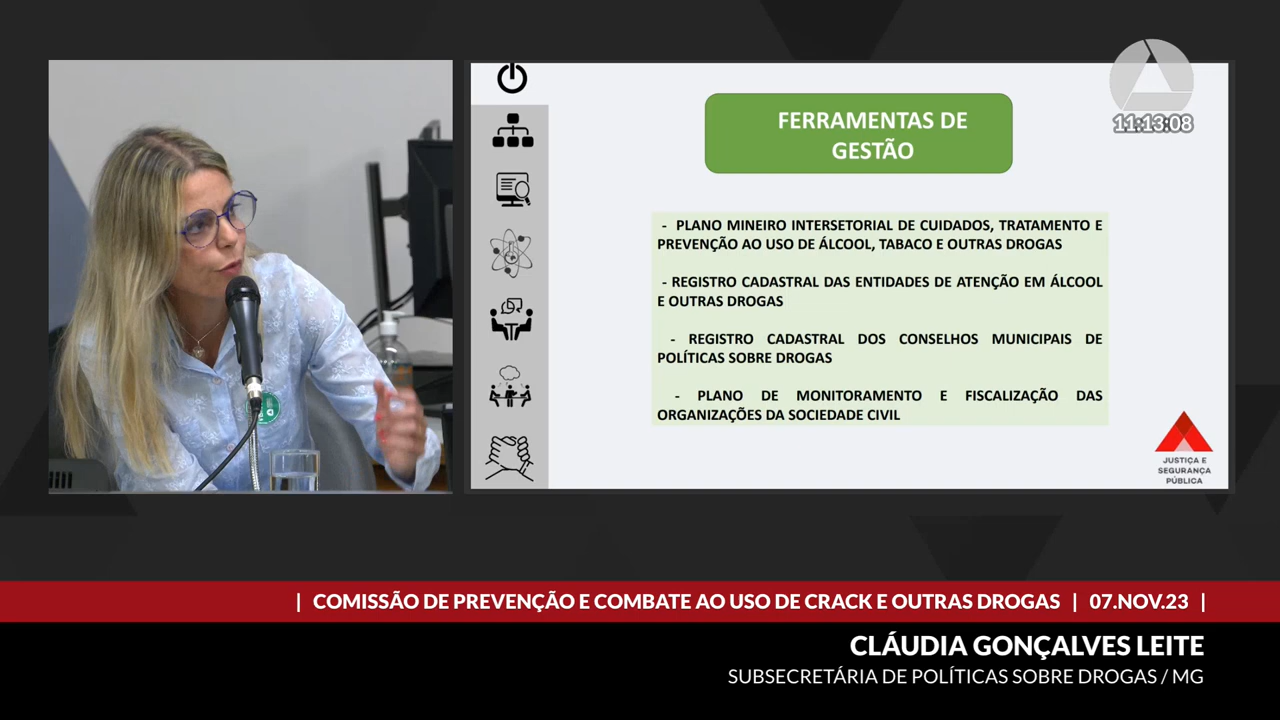 11:13:08
FERRAMENTAS DE
GESTÃO
- PLANO MINEIRO INTERSETORIAL DE CUIDADOS, TRATAMENTO E
PREVENÇÃO AO USO DE ÁLCOOL, TABACO E OUTRAS DROGAS
- REGISTRO CADASTRAL DAS ENTIDADES DE ATENÇÃO EM ÁLCOOL
E OUTRAS DROGAS
- REGISTRO CADASTRAL DOS CONSELHOS MUNICIPAIS DE
POLÍTICAS SOBRE DROGAS
- PLANO DE MONITORAMENTO E FISCALIZAÇÃO DAS
ORGANIZAÇÕES DA SOCIEDADE CIVIL
JUSTIÇA E
SEGURANÇA
PÚBLICA
| COMISSÃO DE PREVENÇÃO E COMBATE AO USO DE CRACK E OUTRAS DROGAS | 07.NOV.23 |
CLÁUDIA GONÇALVES LEITE
SUBSECRETÁRIA DE POLÍTICAS SOBRE DROGAS / MG